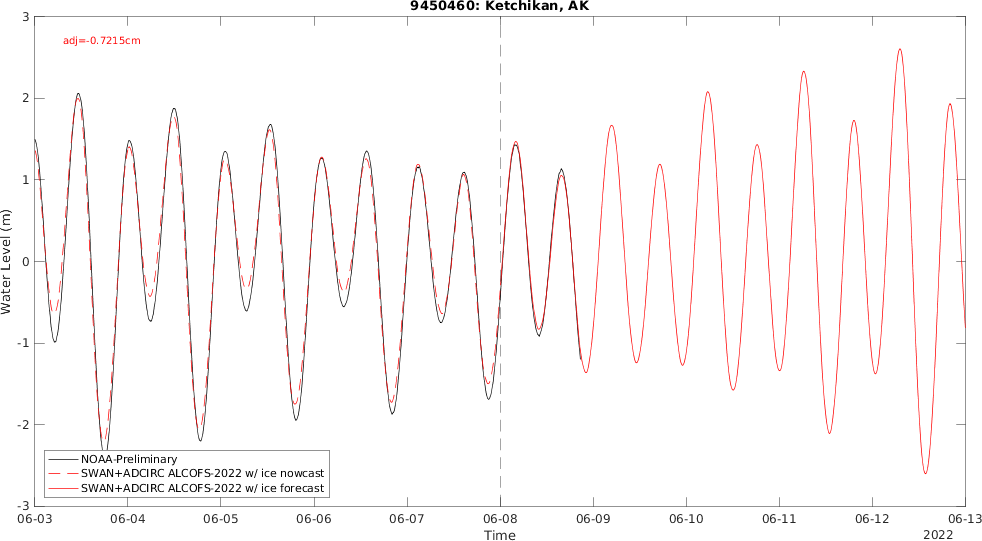 9450460: Ketchikan, AK
adj=-0.7215cm
3
2
1
0
-1
-2
-3
Water Level (m)
NOAA-Preliminary
SWAN+ADCIRC ALCOFS-2022 w/ ice nowcast
SWAN+ADCIRC ALCOFS-2022 w/ ice forecast
06-03 06-04 06-05 06-06 06-07 06-08 06-09 06-10 06-11 06-12 06-13
Time
2022